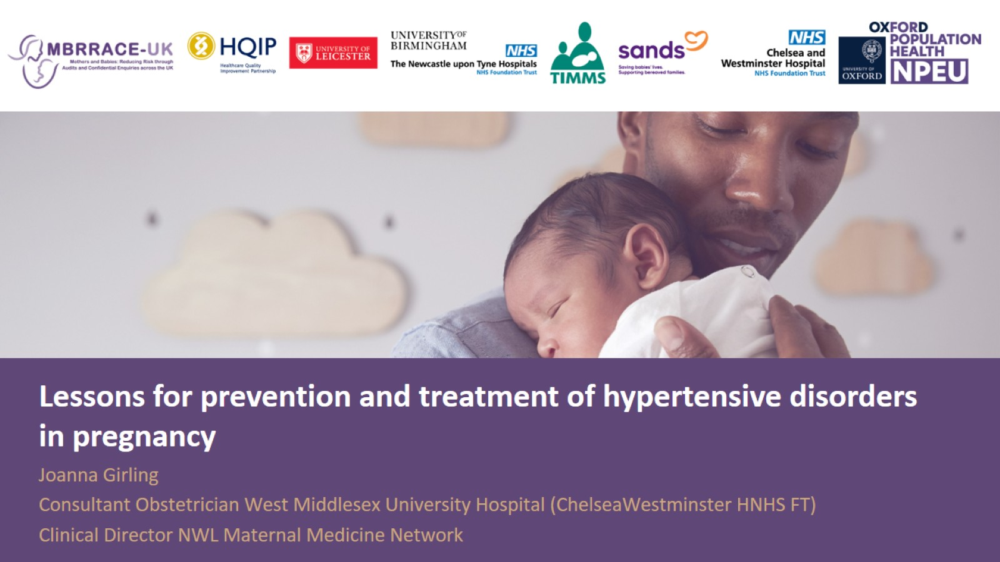 MBRRACE-UK
Mothers and Babies: Reducing Risk through
Audits and Confidential Enquiries across the UK
HQIP
Healthcare Quality
Improvement Partnership
UNIVERSITY OF
LEICESTER
UNIVERSITY OF
BIRMINGHAM
NHS
The Newcastle upon Tyne Hospitals
NHS Foundation Trust
TIMMS
sands
Saving babies' lives.
Supporting bereaved families.
NHS
Chelsea and
Westminster Hospital
NHS Foundation Trust
UNIVERSITY OF
OXFORD
OXFORD
POPULATION
HEALTH
NPEU
Lessons for prevention and treatment of hypertensive disorders
in pregnancy
Joanna Girling
Consultant Obstetrician West Middlesex University Hospital (ChelseaWestminster HNHS FT)
Clinical Director NWL Maternal Medicine Network